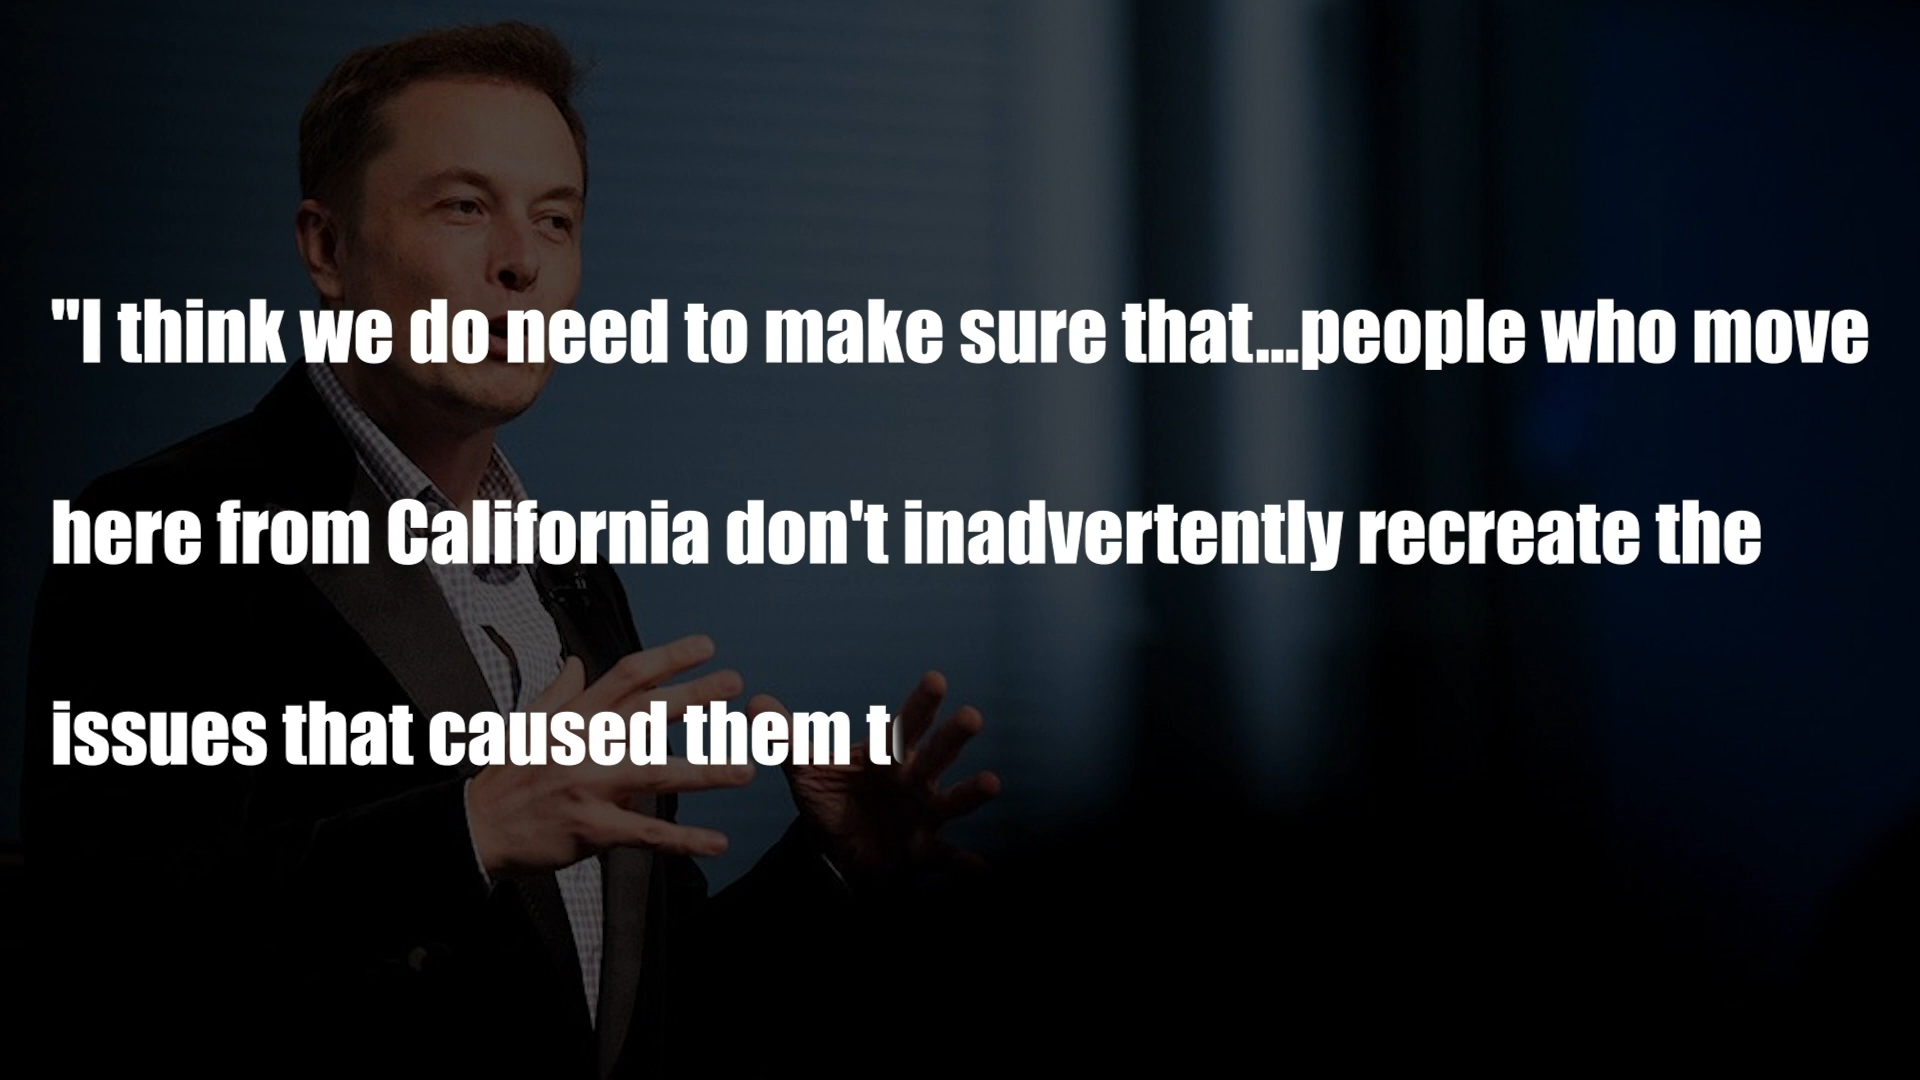 "I think we do need to make sure that...people who move
here from California don't inadvertently recreate the
issues that caused them t